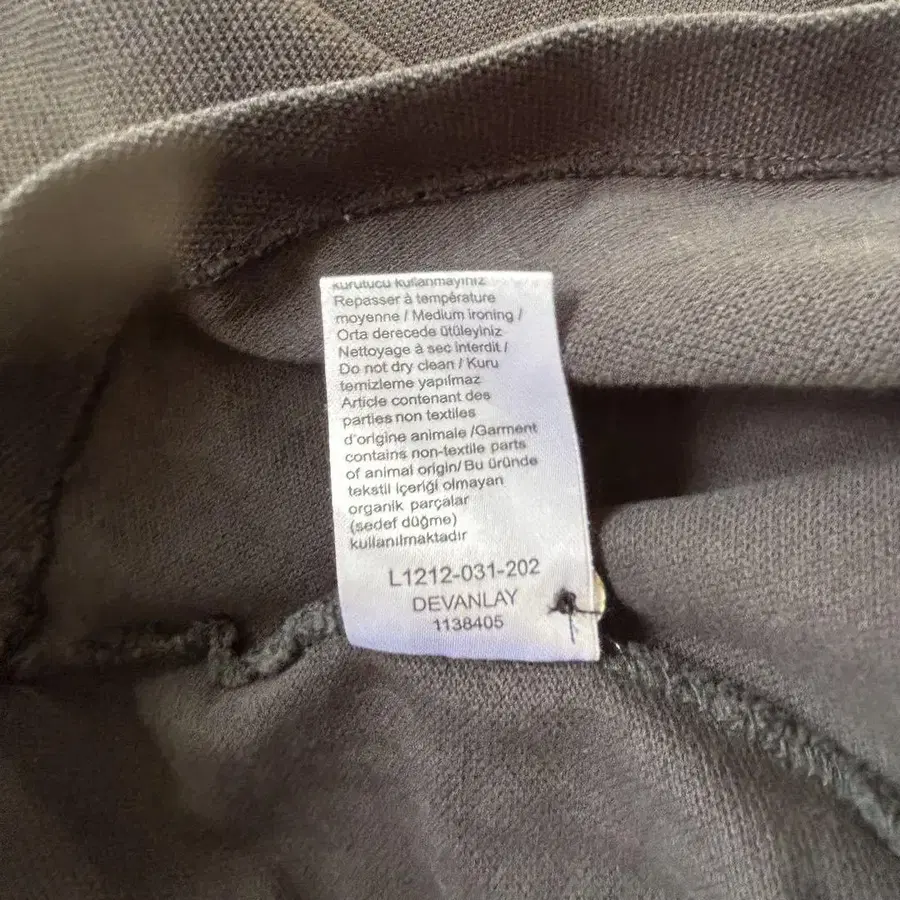 kurutucu kullanmayınız
Repasser à température
moyenne / Medium ironing /
Orta derecede ütüleyiniz
Nettoyage à sec interdit /
Do not dry clean / Kuru
temizleme yapılmaz
Article contenant des
parties non textiles
d'origine animale /Garment
contains non-textile parts
of animal origin/ Bu üründe
tekstil içeriği olmayan
organik parçalar
(sedef düğme)
kullanılmaktadır
L1212-031-202
DEVANLAY
1138405